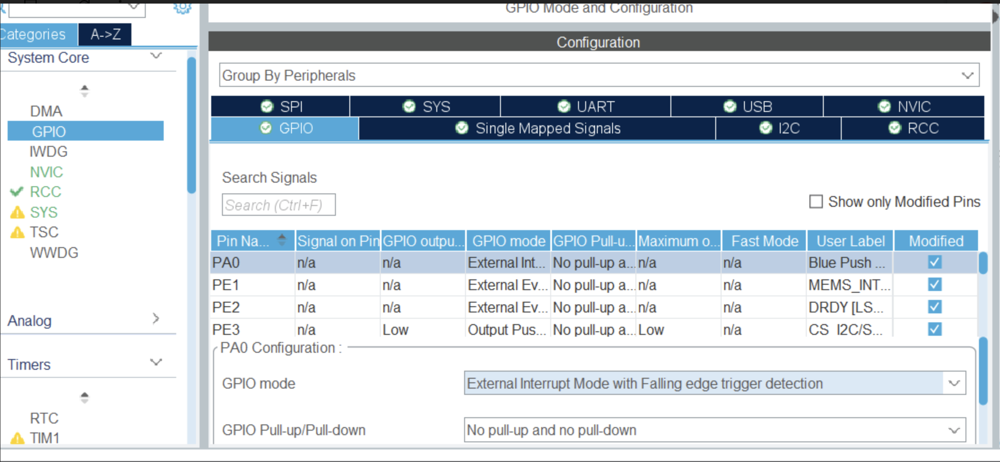 GPIO Mode and Configuration
Categories A->Z
Configuration
System Core
Group By Peripherals
SPI SYS UART USB NVIC
GPIO Single Mapped Signals I2C RCC
DMA
GPIO
IWDG
NVIC
RCC
SYS
TSC
WWDG
Analog
Timers
RTC
TIM1
Search Signals
Search (Ctrl+F)
Show only Modified Pins
Pin Na... Signal on Pin GPIO outpu... GPIO mode GPIO Pull-u... Maximum o... Fast Mode User Label Modified
PA0 n/a n/a External Int... No pull-up a... n/a n/a Blue Push ...
PE1 n/a n/a External Ev... No pull-up a... n/a n/a MEMS_INT...
PE2 n/a n/a External Ev... No pull-up a... n/a n/a DRDY [LS...
PE3 n/a Low Output Pus... No pull-up a... Low n/a CS_I2C/S...
PA0 Configuration :
GPIO mode External Interrupt Mode with Falling edge trigger detection
GPIO Pull-up/Pull-down No pull-up and no pull-down